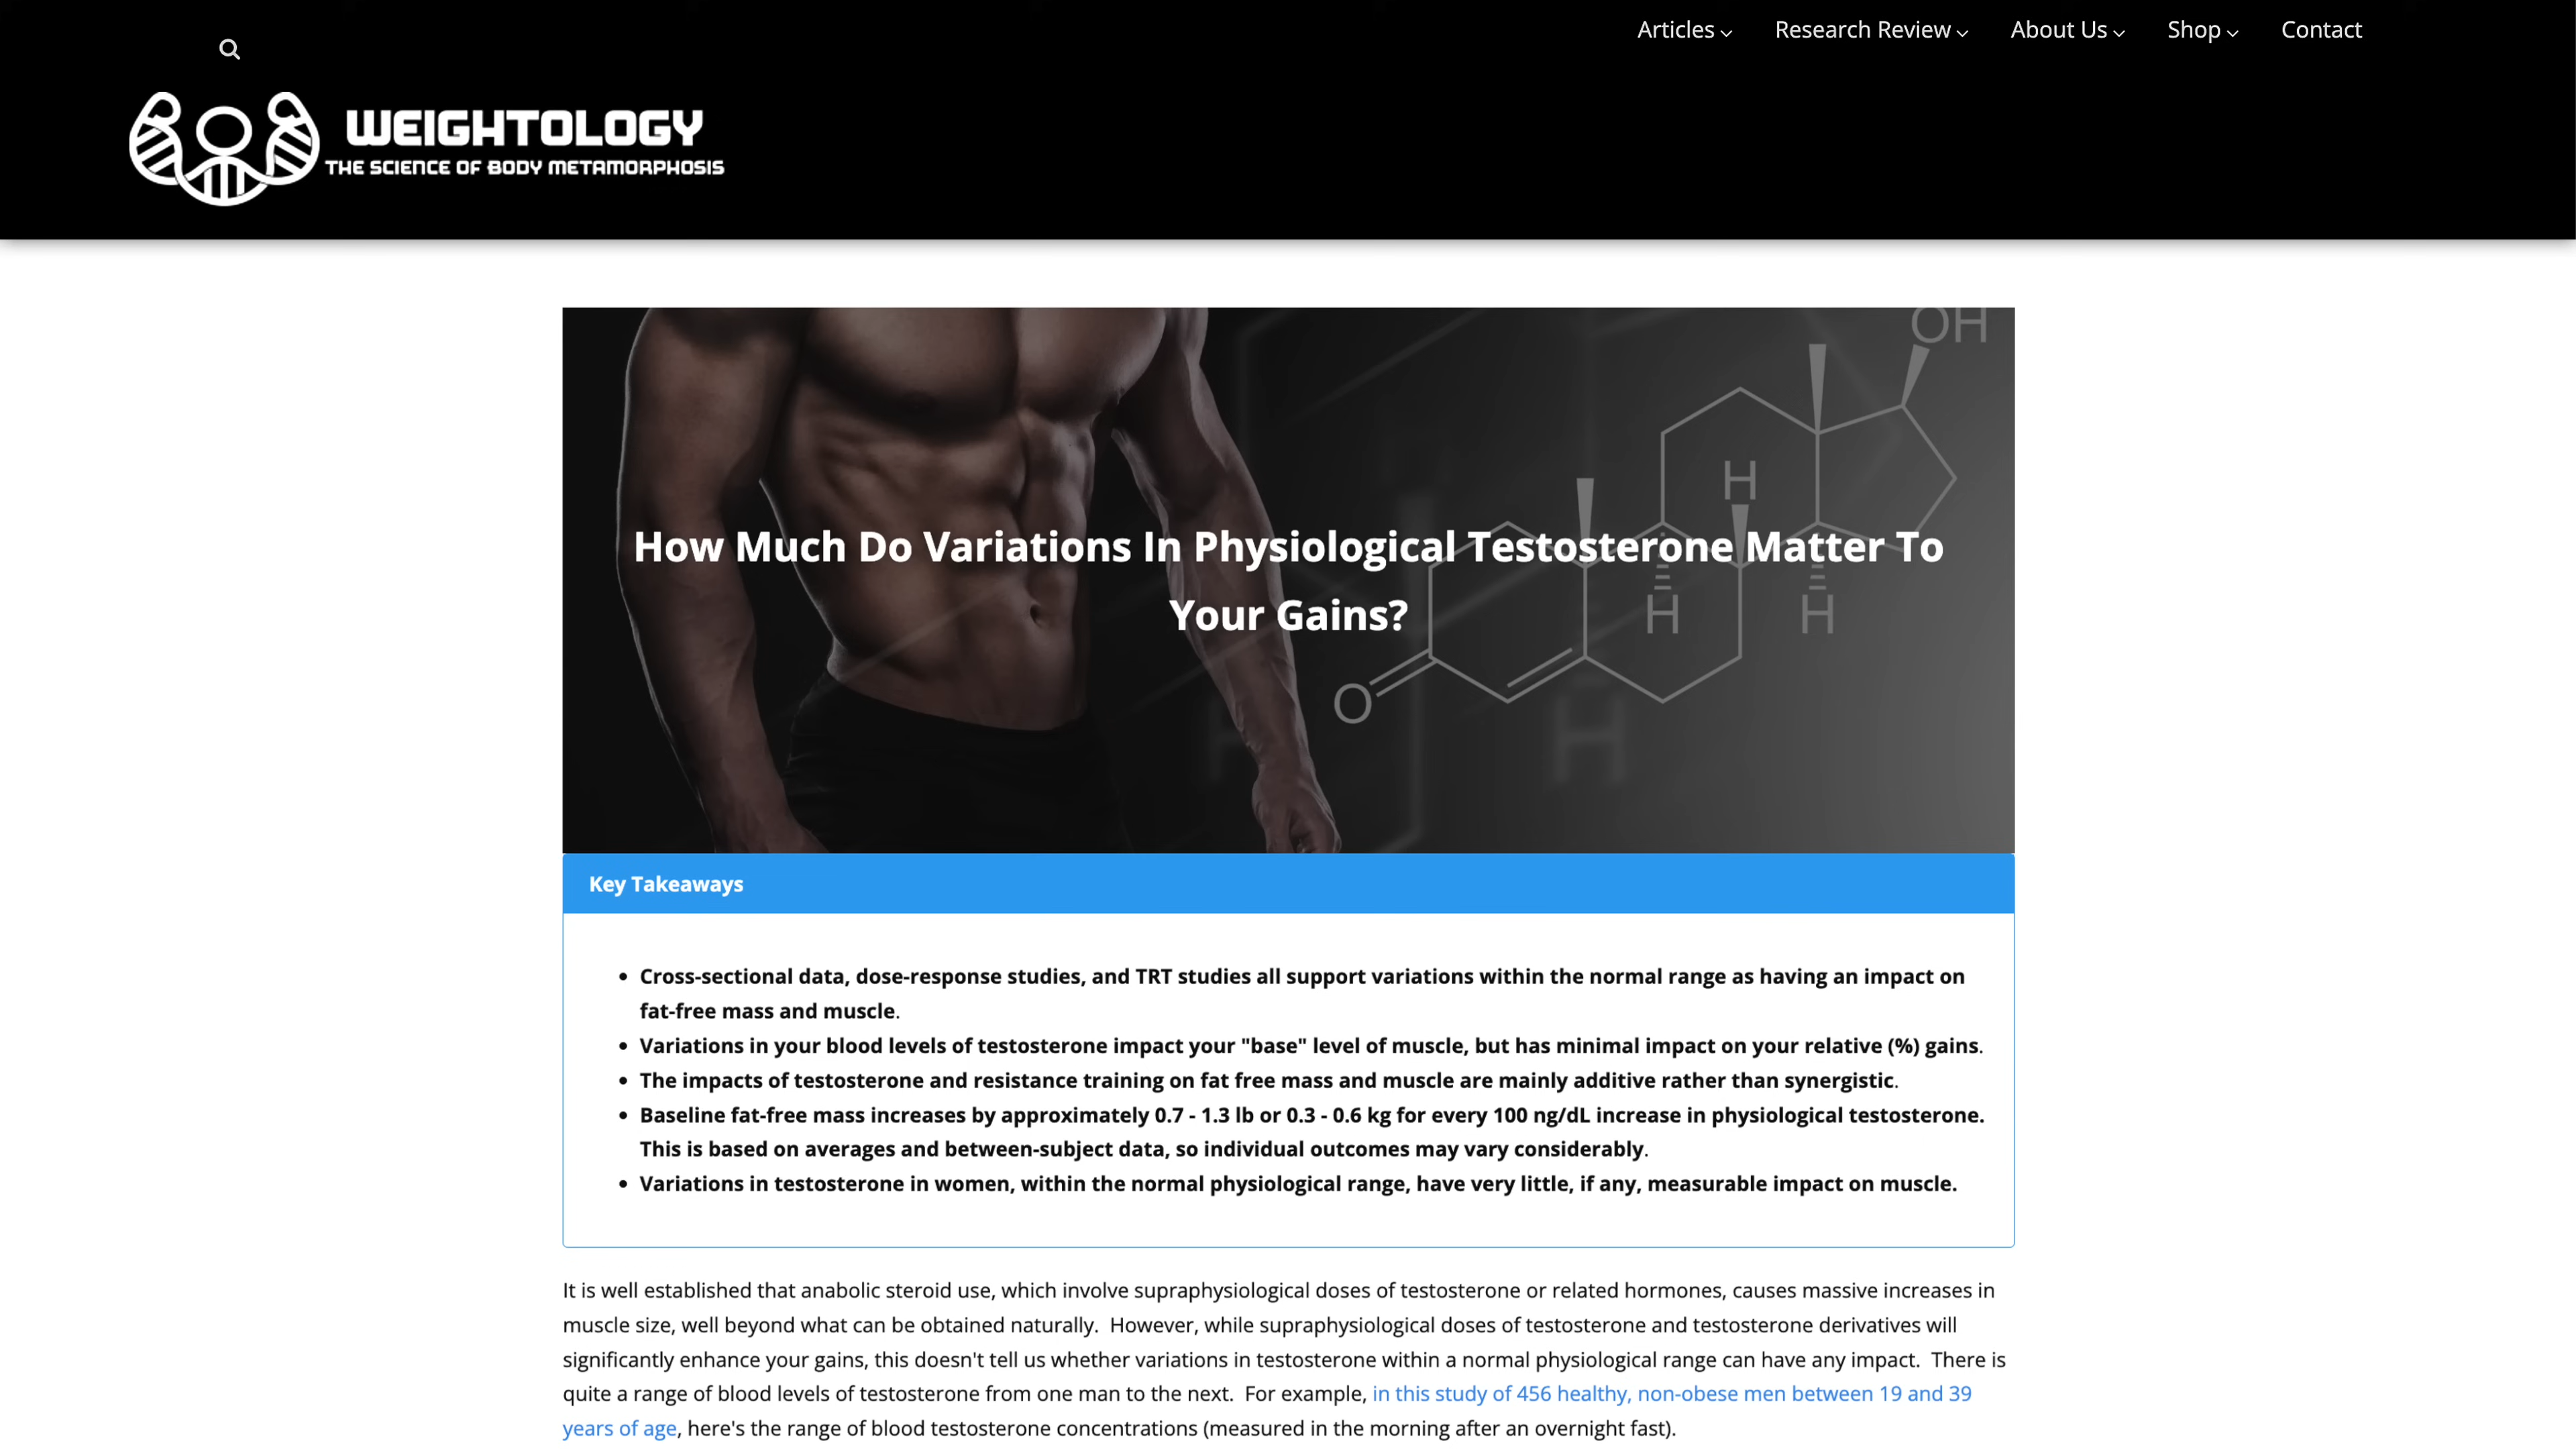 Articles Research Review About Us Shop Contact
WEIGHTOLOGY
THE SCIENCE OF BODY METAMORPHOSIS
OH
H
How Much Do Variations In Physiological Testosterone Matter To
Your Gains?
H H
O
H
Key Takeaways
• Cross-sectional data, dose-response studies, and TRT studies all support variations within the normal range as having an impact on
fat-free mass and muscle.
• Variations in your blood levels of testosterone impact your "base" level of muscle, but has minimal impact on your relative (%) gains.
• The impacts of testosterone and resistance training on fat free mass and muscle are mainly additive rather than synergistic.
• Baseline fat-free mass increases by approximately 0.7 - 1.3 lb or 0.3 - 0.6 kg for every 100 ng/dL increase in physiological testosterone.
This is based on averages and between-subject data, so individual outcomes may vary considerably.
• Variations in testosterone in women, within the normal physiological range, have very little, if any, measurable impact on muscle.
It is well established that anabolic steroid use, which involve supraphysiological doses of testosterone or related hormones, causes massive increases in
muscle size, well beyond what can be obtained naturally.  However, while supraphysiological doses of testosterone and testosterone derivatives will
significantly enhance your gains, this doesn't tell us whether variations in testosterone within a normal physiological range can have any impact.  There is
quite a range of blood levels of testosterone from one man to the next.  For example, in this study of 456 healthy, non-obese men between 19 and 39
years of age, here's the range of blood testosterone concentrations (measured in the morning after an overnight fast).